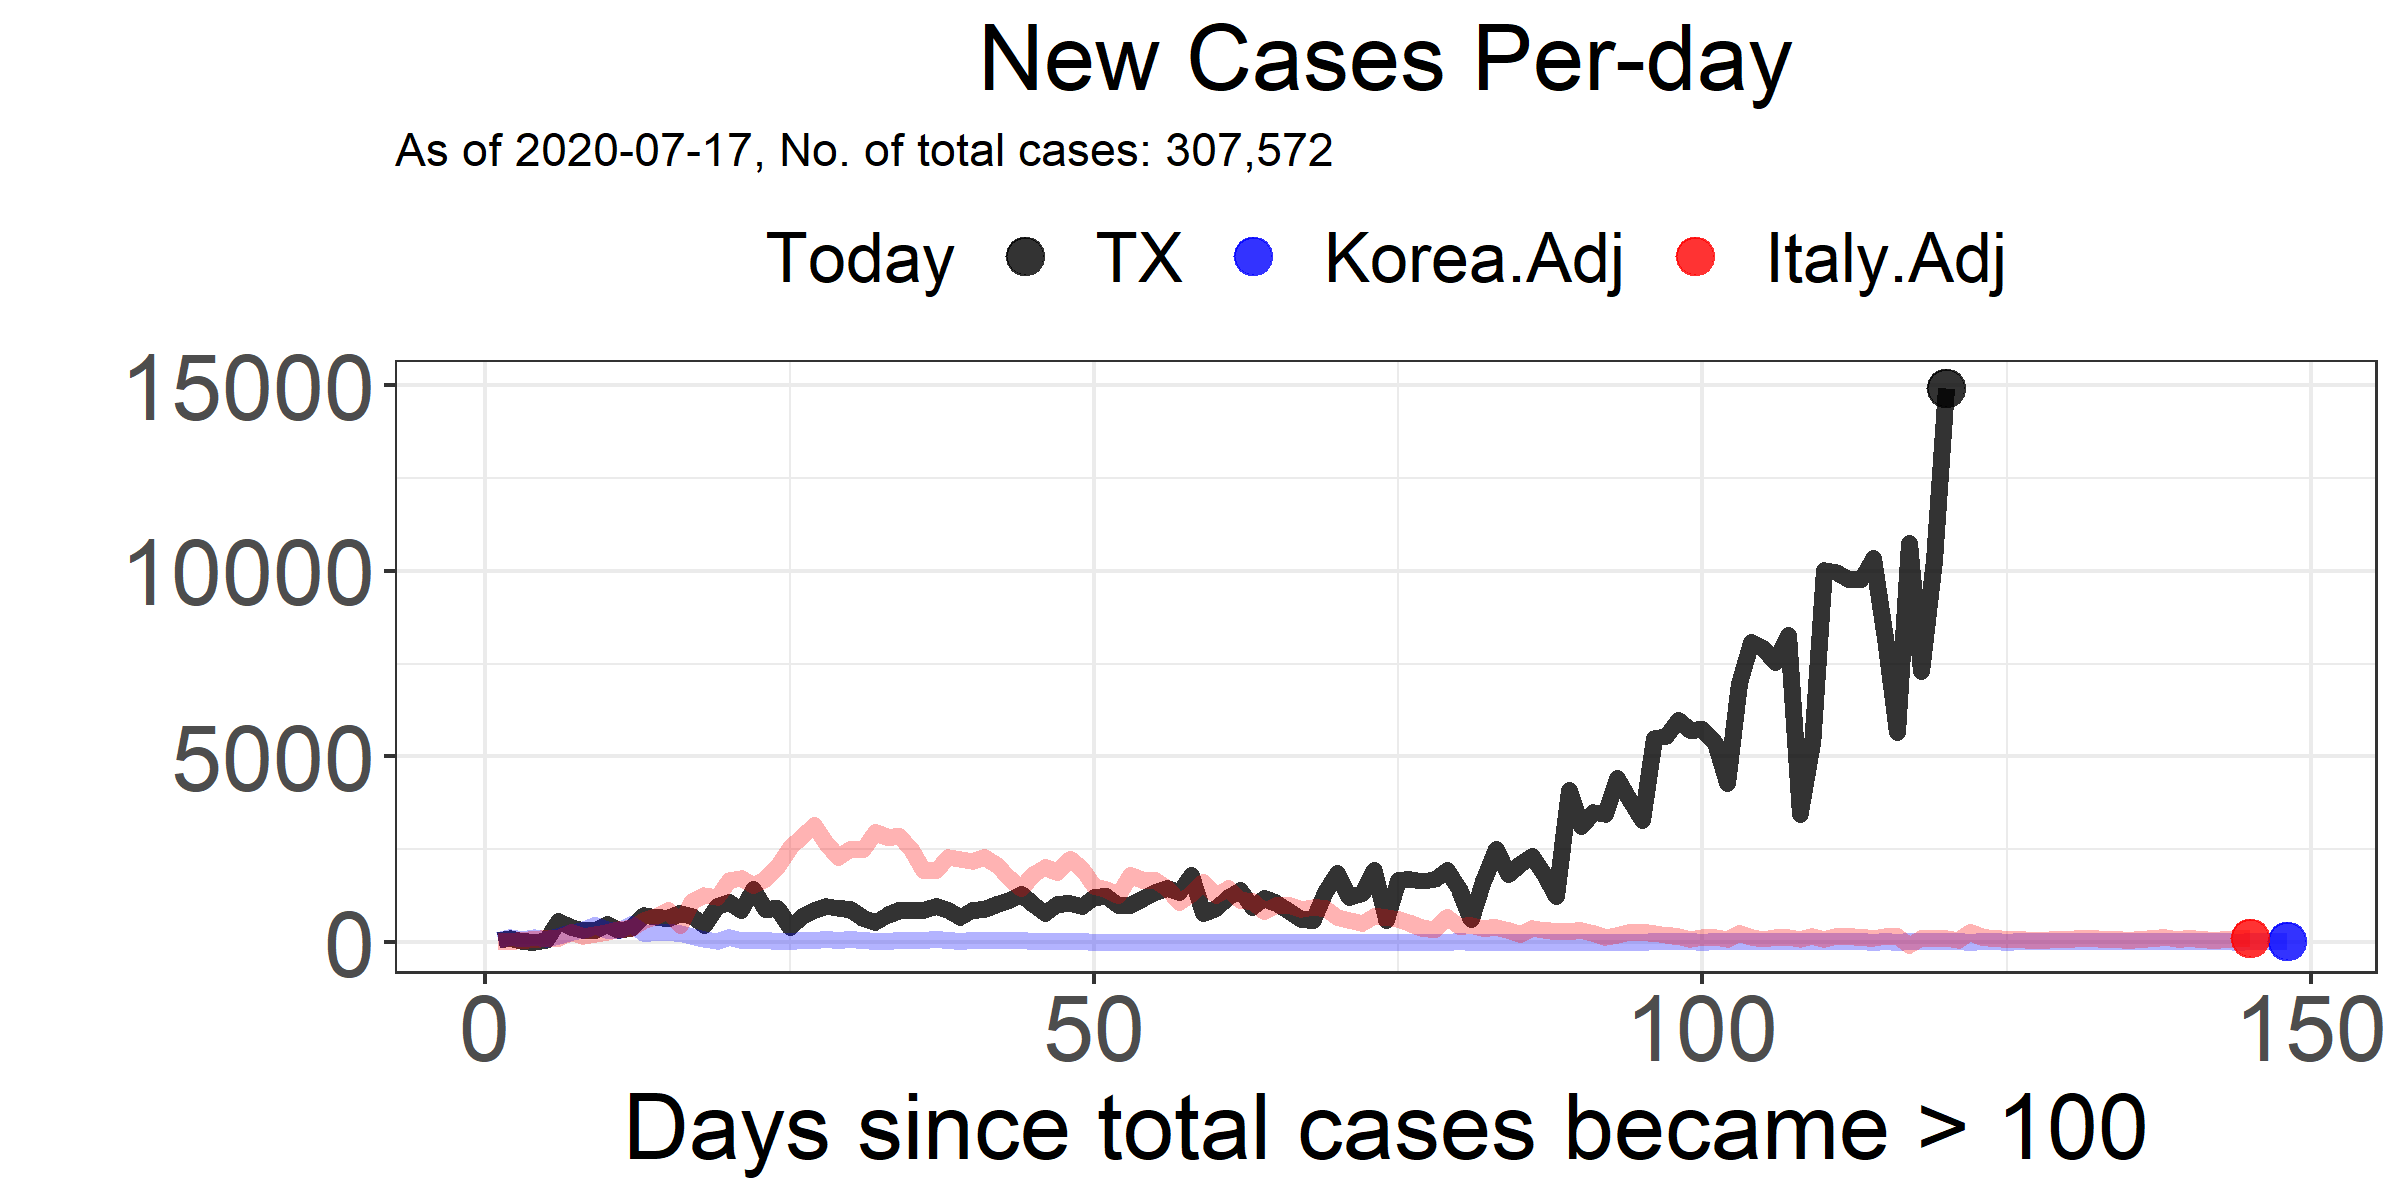 New Cases Per-day
As of 2020-07-17, No. of total cases: 307,572
Today TX Korea.Adj Italy.Adj
15000
10000
5000
0
0 50 100 150
Days since total cases became > 100